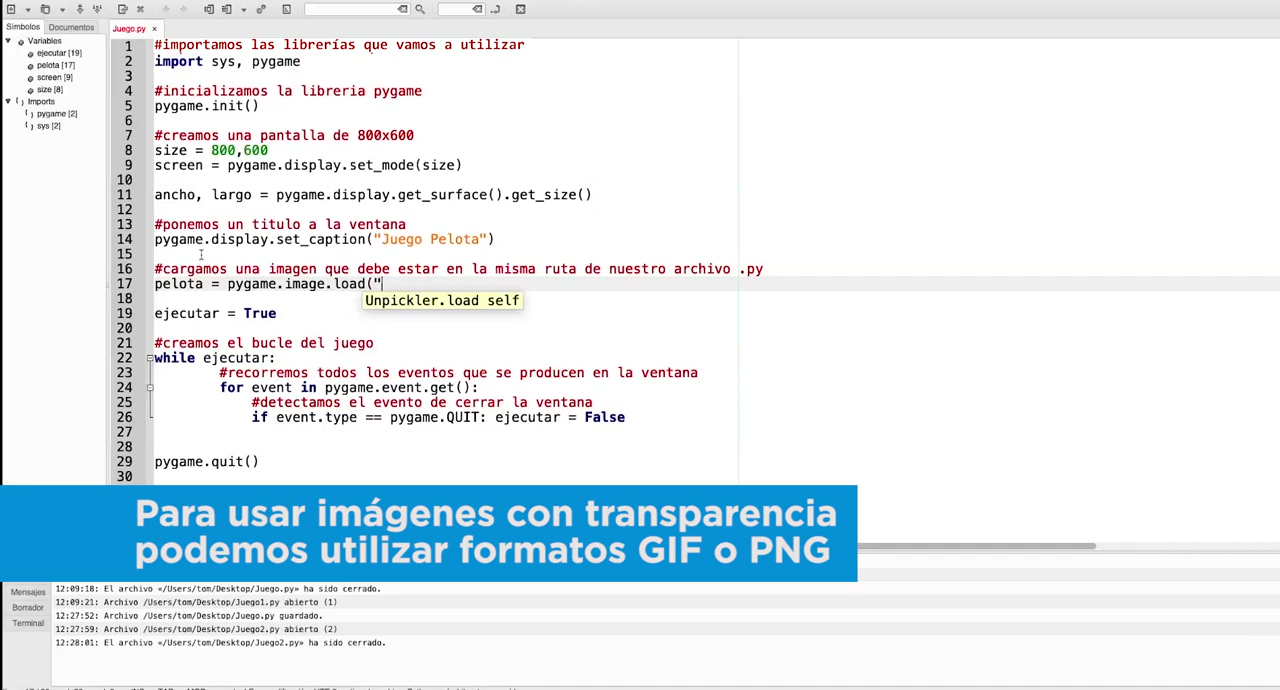 Símbolos Documentos Juego.py
Variables
ejecutar [19]
pelota [17]
screen [9]
size [8]
Imports
pygame [2]
sys [2]
1 #importamos las librerías que vamos a utilizar
2 import sys, pygame
3
4 #inicializamos la libreria pygame
5 pygame.init()
6
7 #creamos una pantalla de 800x600
8 size = 800,600
9 screen = pygame.display.set_mode(size)
10
11 ancho, largo = pygame.display.get_surface().get_size()
12
13 #ponemos un titulo a la ventana
14 pygame.display.set_caption("Juego Pelota")
15
16 #cargamos una imagen que debe estar en la misma ruta de nuestro archivo .py
17 pelota = pygame.image.load("
Unpickler.load self
18
19 ejecutar = True
20
21 #creamos el bucle del juego
22 while ejecutar:
23 #recorremos todos los eventos que se producen en la ventana
24 for event in pygame.event.get():
25 #detectamos el evento de cerrar la ventana
26 if event.type == pygame.QUIT: ejecutar = False
27
28
29 pygame.quit()
30
Para usar imágenes con transparencia
podemos utilizar formatos GIF o PNG
Mensajes
Borrador
Terminal
12:09:18: El archivo «/Users/tom/Desktop/Juego.py» ha sido cerrado.
12:09:21: Archivo /Users/tom/Desktop/Juego1.py abierto (1)
12:27:52: Archivo /Users/tom/Desktop/Juego.py guardado.
12:27:59: Archivo /Users/tom/Desktop/Juego2.py abierto (2)
12:28:01: El archivo «/Users/tom/Desktop/Juego2.py» ha sido cerrado.